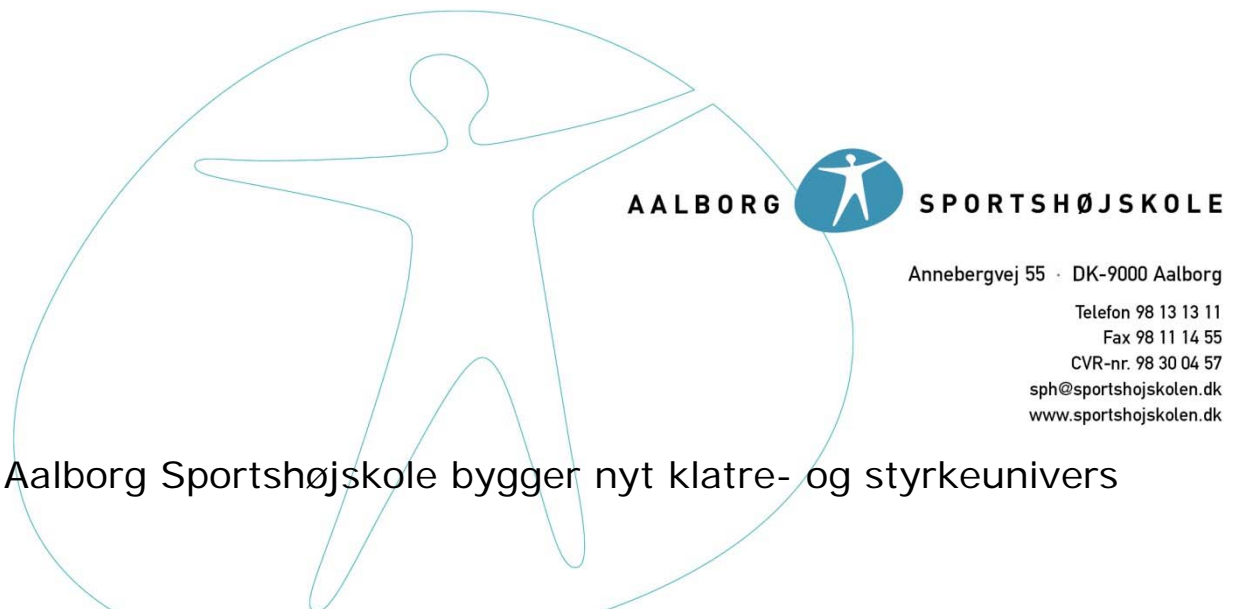 AALBORG SPORTSHØJSKOLE
Annebergvej 55 · DK-9000 Aalborg
Telefon 98 13 13 11
Fax 98 11 14 55
CVR-nr. 98 30 04 57
sph@sportshojskolen.dk
www.sportshojskolen.dk
Aalborg Sportshøjskole bygger nyt klatre- og styrkeunivers